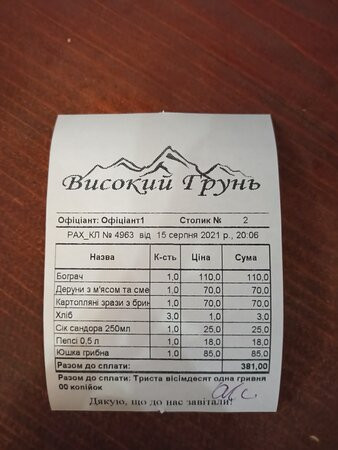 Високий Грунь
Офіціант: Офіціант1 Столик № 2
РАХ_КЛ № 4963 від 15 серпня 2021 р., 20:06
Назва К-сть Ціна Сума
Бограч 1,0 110,0 110,0
Деруни з м'ясом та сме 1,0 70,0 70,0
Картопляні зрази з брин 1,0 70,0 70,0
Хліб 3,0 1,0 3,0
Сік сандора 250мл 1,0 25,0 25,0
Пепсі 0,5 л 1,0 18,0 18,0
Юшка грибна 1,0 85,0 85,0
Разом до сплати: 381,00
Разом до сплати: Триста вісімдесят одна гривня
00 копійок
Дякую, що до нас завітали!